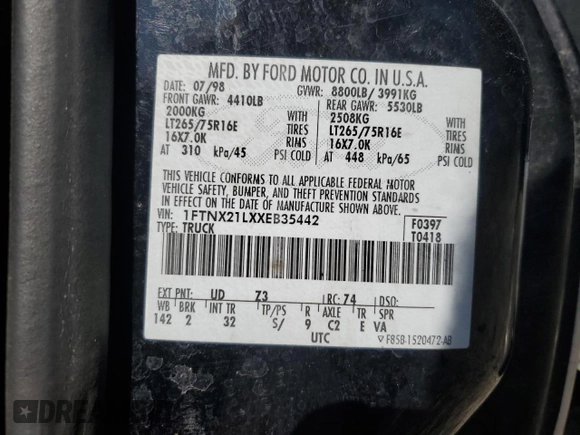 MFD. BY FORD MOTOR CO. IN U.S.A.
DATE: 07/98 GVWR: 8800LB/ 3991KG
FRONT GAWR: 4410LB REAR GAWR: 5530LB
2000KG WITH 2508KG WITH
LT265/75R16E TIRES LT265/75R16E TIRES
16X7.0K RIMS 16X7.0K RIMS
AT 310 kPa/45 PSI COLD AT 448 kPa/65 PSI COLD
THIS VEHICLE CONFORMS TO ALL APPLICABLE FEDERAL MOTOR
VEHICLE SAFETY, BUMPER, AND THEFT PREVENTION STANDARDS
IN EFFECT ON THE DATE OF MANUFACTURE SHOWN ABOVE.
VIN: 1FTNX21LXXEB35442 F0397
TYPE: TRUCK T0418
EXT PNT: UD Z3 RC: 74 DSO:
WB BRK INT TR TP/PS R AXLE TR SPR
142 2 32 S/ 9 C2 E VA
UTC F85B-1520472-AB